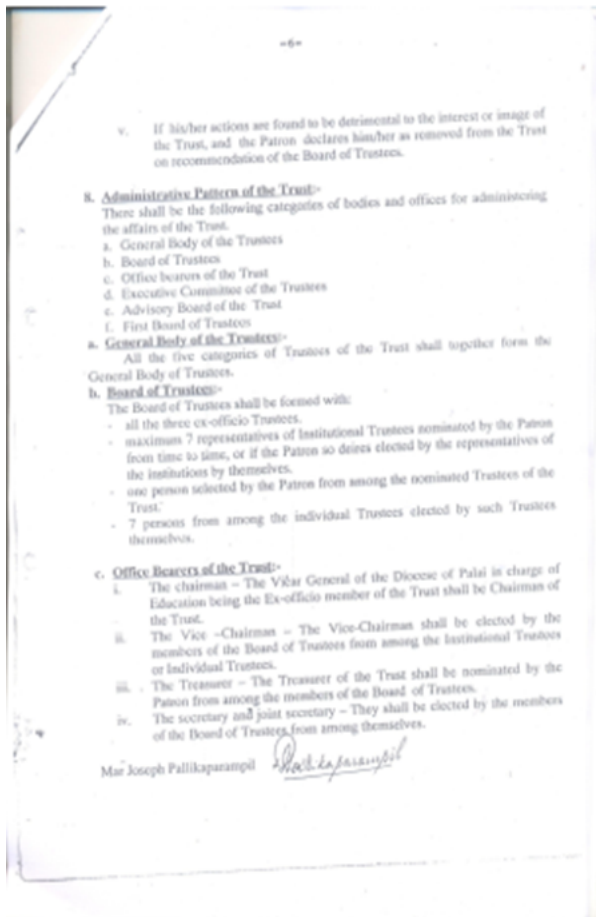 -6-
v. If his/her actions are found to be detrimental to the interest or image of
the Trust, and the Patron declares him/her as removed from the Trust
on recommendation of the Board of Trustees.
8. Administrative Pattern of the Trust:-
There shall be the following categories of bodies and offices for administering
the affairs of the Trust.
a. General Body of the Trustees
b. Board of Trustees
c. Office bearers of the Trust
d. Executive Committee of the Trustees
e. Advisory Board of the Trust
f. First Board of Trustees
a. General Body of the Trustees:-
All the five categories of Trustees of the Trust shall together form the
General Body of Trustees.
b. Board of Trustees:-
The Board of Trustees shall be formed with:
- all the three ex-officio Trustees.
- maximum 7 representatives of Institutional Trustees nominated by the Patron
from time to time, or if the Patron so deires elected by the representatives of
the institutions by themselves.
- one person selected by the Patron from among the nominated Trustees of the
Trust.
- 7 persons from among the individual Trustees elected by such Trustees
themselves.
c. Office Bearers of the Trust:-
i. The chairman – The Vicar General of the Diocese of Palai in charge of
Education being the Ex-officio member of the Trust shall be Chairman of
the Trust.
ii. The Vice –Chairman – The Vice-Chairman shall be elected by the
members of the Board of Trustees from among the Institutional Trustees
or Individual Trustees.
iii. The Treasurer – The Treasurer of the Trust shall be nominated by the
Patron from among the members of the Board of Trustees.
iv. The secretary and joint secretary – They shall be elected by the members
of the Board of Trustees from among themselves.
Mar Joseph Pallikaparampil